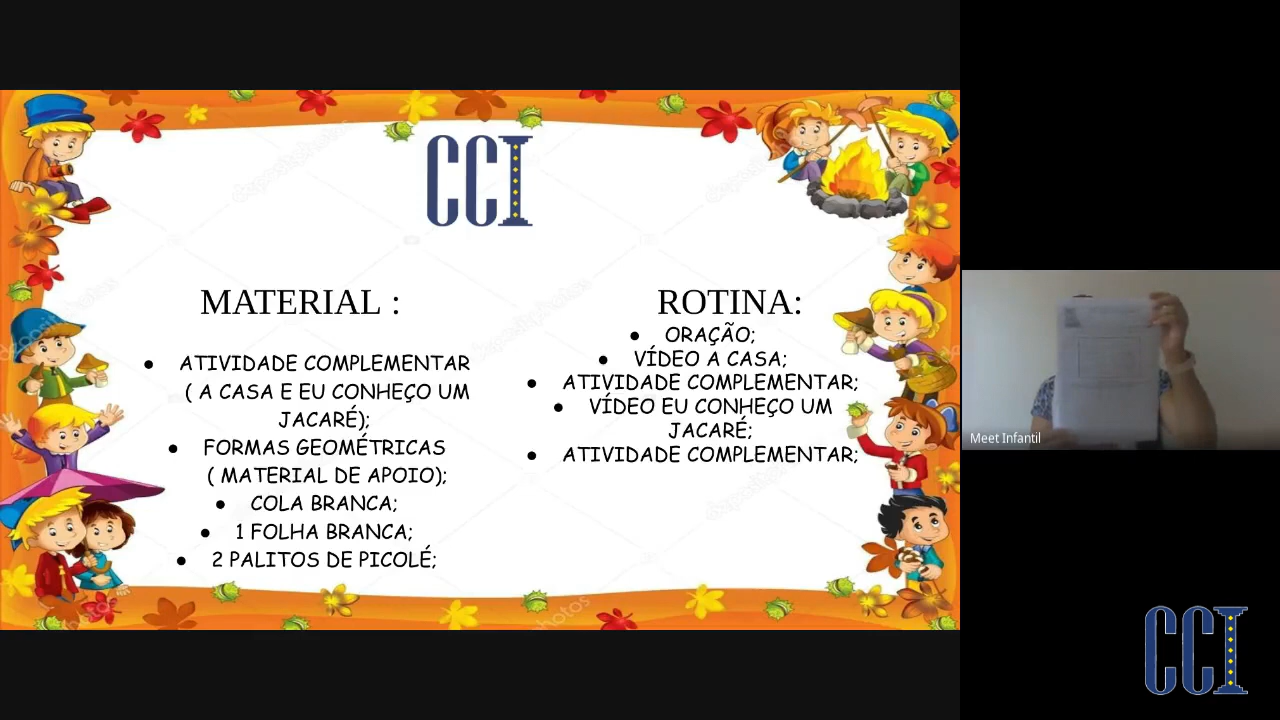 CCI
MATERIAL :
ATIVIDADE COMPLEMENTAR
( A CASA E EU CONHEÇO UM
JACARÉ);
FORMAS GEOMÉTRICAS
( MATERIAL DE APOIO);
COLA BRANCA;
1 FOLHA BRANCA;
2 PALITOS DE PICOLÉ;
ROTINA:
ORAÇÃO;
VÍDEO A CASA;
ATIVIDADE COMPLEMENTAR;
VÍDEO EU CONHEÇO UM
JACARÉ;
ATIVIDADE COMPLEMENTAR;
Meet Infantil
CCI